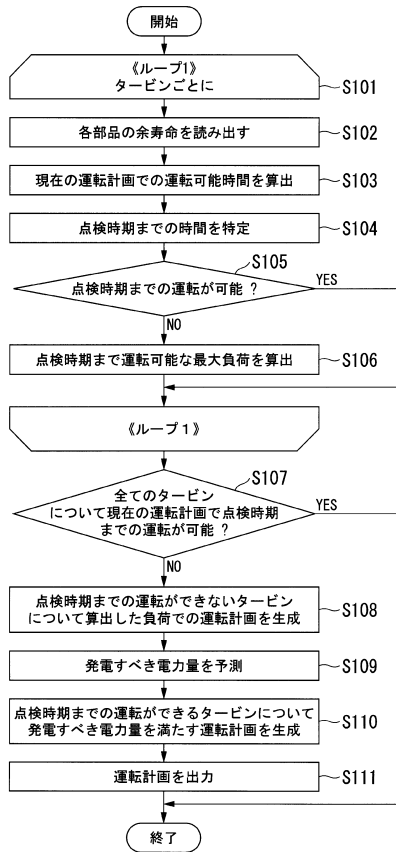 開始
《ループ1》
タービンごとに
S101
各部品の余寿命を読み出す
S102
現在の運転計画での運転可能時間を算出
S103
点検時期までの時間を特定
S104
S105
点検時期までの運転が可能 ?
YES
NO
点検時期まで運転可能な最大負荷を算出
S106
《ループ1》
S107
全てのタービン
について現在の運転計画で点検時期
までの運転が可能 ?
YES
NO
点検時期までの運転ができないタービン
について算出した負荷での運転計画を生成
S108
発電すべき電力量を予測
S109
点検時期までの運転ができるタービンについて
発電すべき電力量を満たす運転計画を生成
S110
運転計画を出力
S111
終了